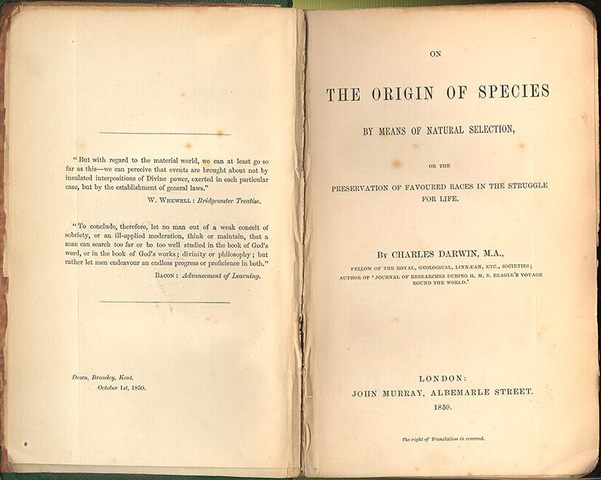 "But with regard to the material world, we can at least go so
far as this—we can perceive that events are brought about not by
insulated interpositions of Divine power, exerted in each particular
case, but by the establishment of general laws."
W. Whewell: Bridgewater Treatise.
"To conclude, therefore, let no man out of a weak conceit of
sobriety, or an ill-applied moderation, think or maintain, that a
man can search too far or be too well studied in the book of God's
word, or in the book of God's works; divinity or philosophy; but
rather let men endeavour an endless progress or proficience in both."
Bacon: Advancement of Learning.
Down, Bromley, Kent,
October 1st, 1859.
ON
THE ORIGIN OF SPECIES
BY MEANS OF NATURAL SELECTION,
OR THE
PRESERVATION OF FAVOURED RACES IN THE STRUGGLE
FOR LIFE.
By CHARLES DARWIN, M.A.,
FELLOW OF THE ROYAL, GEOLOGICAL, LINNÆAN, ETC., SOCIETIES;
AUTHOR OF 'JOURNAL OF RESEARCHES DURING H. M. S. BEAGLE'S VOYAGE
ROUND THE WORLD.'
LONDON:
JOHN MURRAY, ALBEMARLE STREET.
1859.
The right of Translation is reserved.